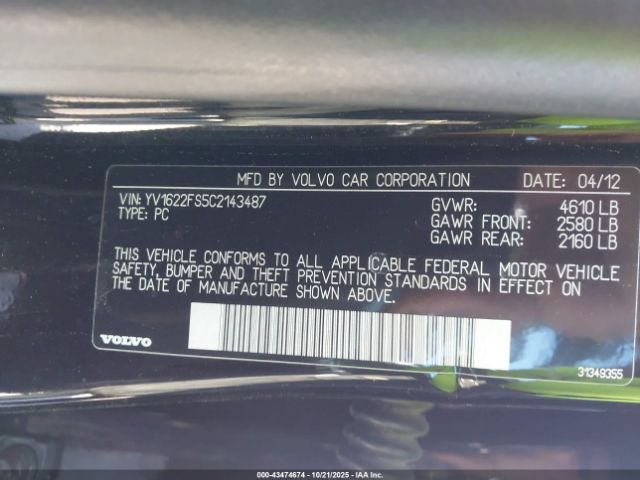 MFD BY VOLVO CAR CORPORATION DATE: 04/12
VIN: YV1622FS5C2143487 GVWR: 4610 LB
TYPE: PC GAWR FRONT: 2580 LB
GAWR REAR: 2160 LB
THIS VEHICLE CONFORMS TO ALL APPLICABLE FEDERAL MOTOR VEHICLE
SAFETY, BUMPER AND THEFT PREVENTION STANDARDS IN EFFECT ON
THE DATE OF MANUFACTURE SHOWN ABOVE.
VOLVO 31349355
000-43474674 - 10/21/2025 - IAA Inc.